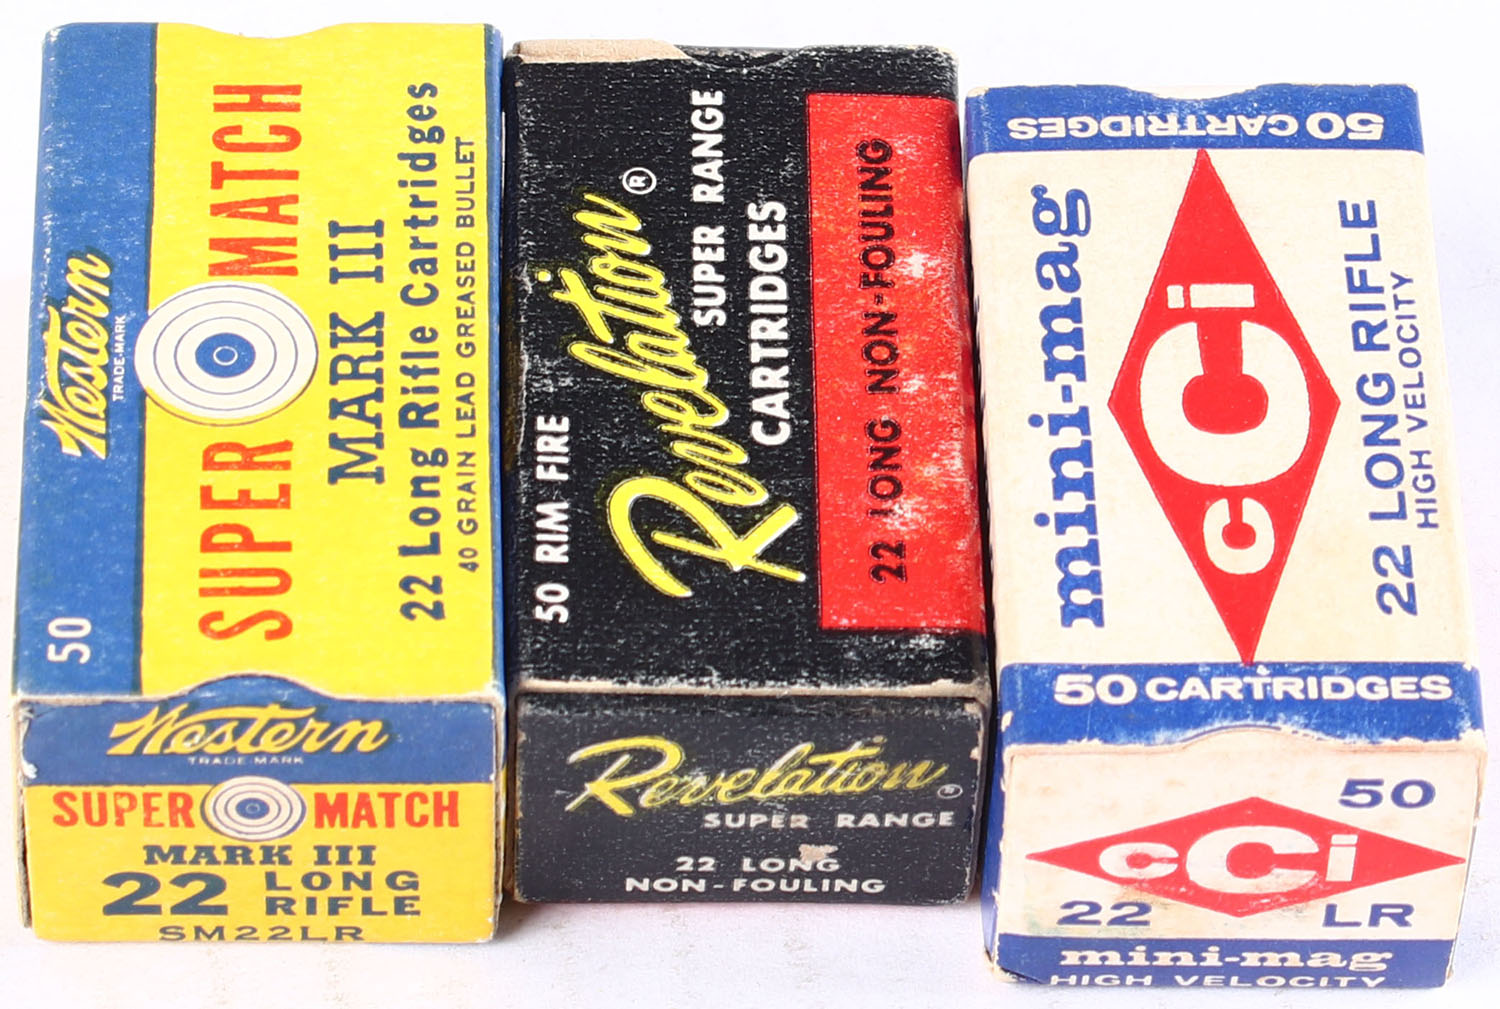 50
Western
TRADE-MARK
SUPER MATCH
MARK III
22 Long Rifle Cartridges
40 GRAIN LEAD GREASED BULLET
Western
TRADE-MARK
SUPER MATCH
MARK III
22 LONG
RIFLE
SM22LR
50 RIM FIRE
Revelation ®
SUPER RANGE
CARTRIDGES
22 LONG NON-FOULING
Revelation ®
SUPER RANGE
22 LONG
NON-FOULING
50 CARTRIDGES
mini-mag
cCi
22 LONG RIFLE
HIGH VELOCITY
50 CARTRIDGES
50
cCi
22 LR
mini-mag
HIGH VELOCITY